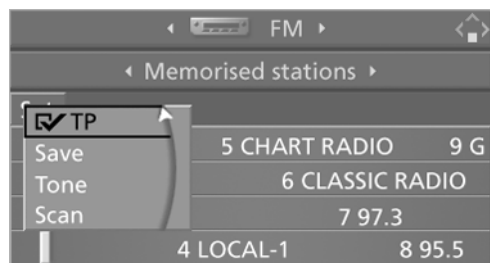 FM
Memorised stations
TP
Save
5 CHART RADIO 9 G
Tone
6 CLASSIC RADIO
Scan
7 97.3
4 LOCAL-1 8 95.5